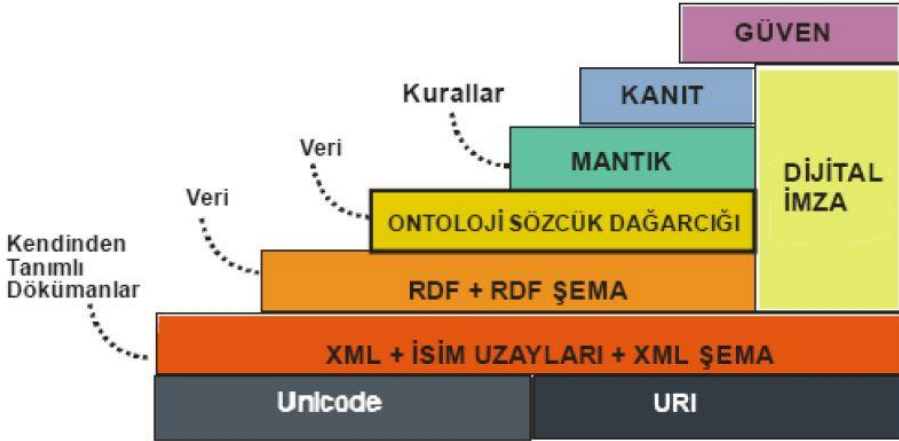 GÜVEN
KANIT
Kurallar
MANTIK
DİJİTAL
İMZA
Veri
ONTOLOJİ SÖZCÜK DAĞARCIĞI
Veri
RDF + RDF ŞEMA
Kendinden
Tanımlı
Dökümanlar
XML + İSİM UZAYLARI + XML ŞEMA
Unicode
URI